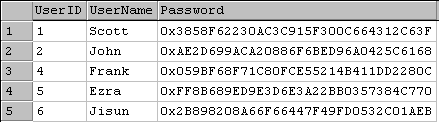 UserID UserName Password
1 1 Scott 0x3858F62230AC3C915F300C664312C63F
2 2 John 0xAE2D699ACA20886F6BED96A0425C6168
3 4 Frank 0x059BF68F71C80FCE55214B411DD2280C
4 5 Ezra 0xFF8B689ED9E3D6E3A22BB0357384C770
5 6 Jisun 0x2B898208A66F66447F49FD0532C01AEB